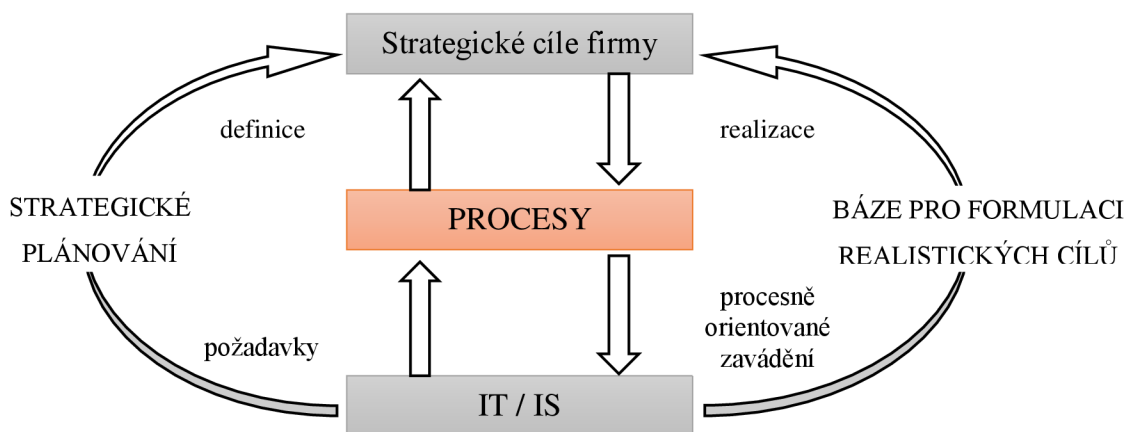 Strategické cíle firmy
definice
realizace
STRATEGICKÉ
PLÁNOVÁNÍ
PROCESY
BÁZE PRO FORMULACI
REALISTICKÝCH CÍLŮ
požadavky
procesně
orientované
zavádění
IT / IS